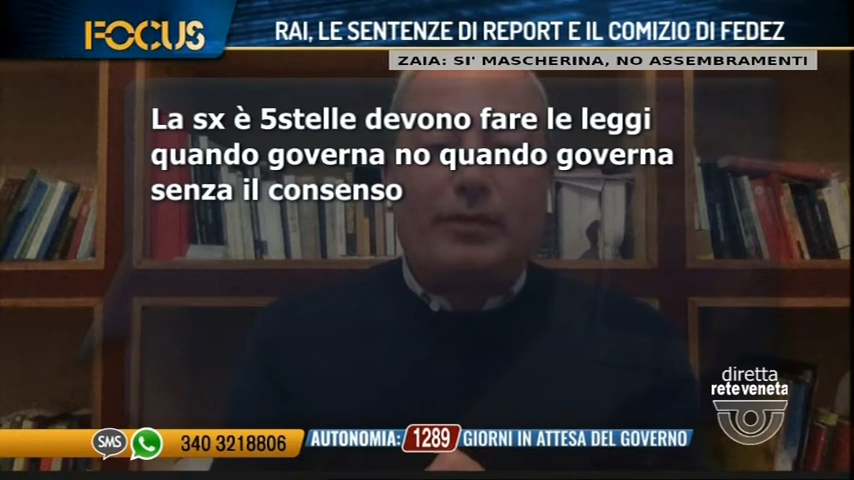 FOCUS
RAI, LE SENTENZE DI REPORT E IL COMIZIO DI FEDEZ
ZAIA: SI' MASCHERINA, NO ASSEMBRAMENTI
La sx è 5stelle devono fare le leggi
quando governa no quando governa
senza il consenso
diretta
reteveneta
SMS 340 3218806 AUTONOMIA: 1289 GIORNI IN ATTESA DEL GOVERNO